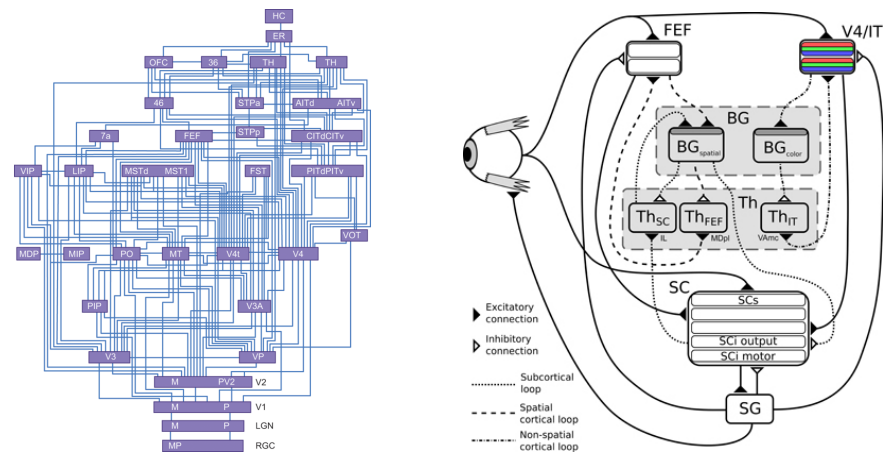 HC
ER
OFC 36 TH TH
46 STPa AITd AITv
7a FEF STPp CITdCITv
VIP LIP MSTd MST1 FST PITdPITv
VOT
MDP MIP PO MT V4t V4
PIP V3A
V3 VP
M PV2 V2
M P V1
M P LGN
MP RGC
FEF V4/IT
BG
BGspatial BGcolor
Th
ThSC ThFEF ThIT
IL MDpl VAmc
SC
SCs
SCi output
SCi motor
SG
Excitatory
connection
Inhibitory
connection
Subcortical
loop
Spatial
cortical loop
Non-spatial
cortical loop